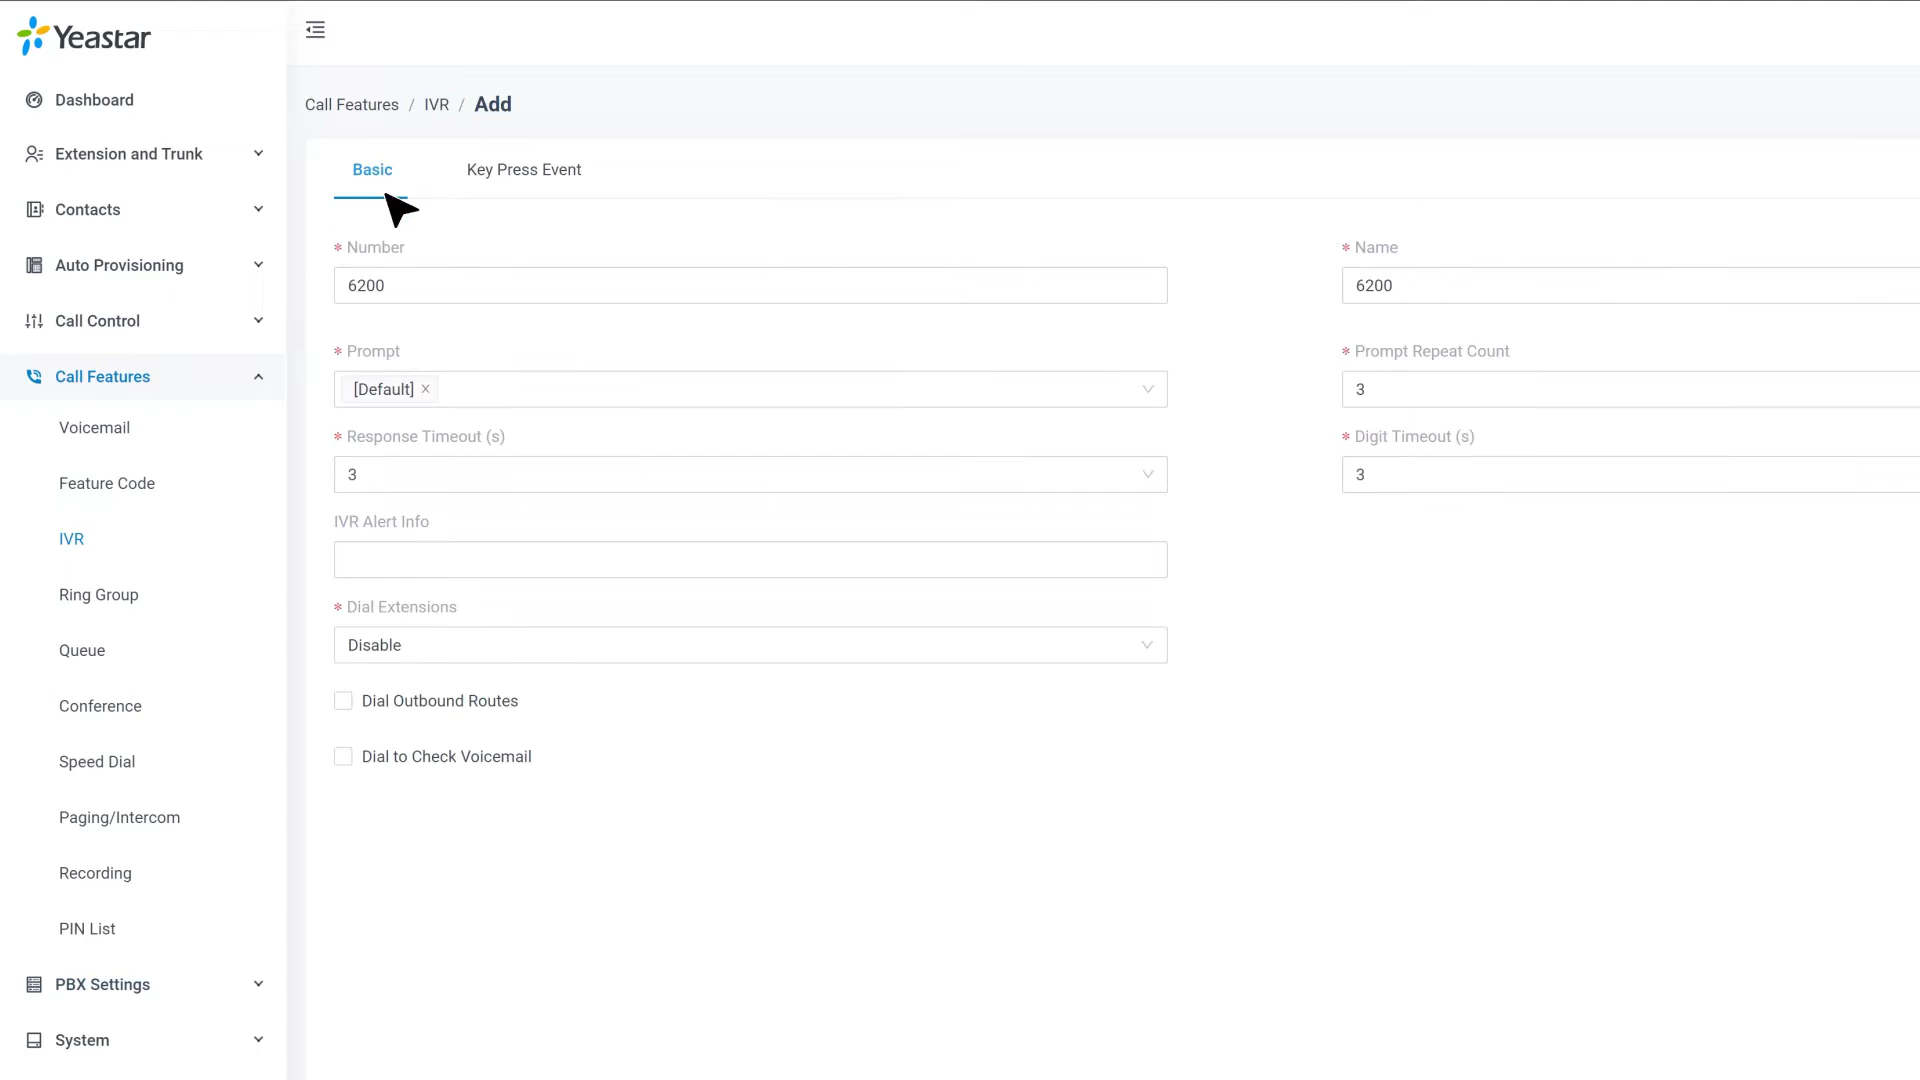 Yeastar
Dashboard
Extension and Trunk
Contacts
Auto Provisioning
Call Control
Call Features
Voicemail
Feature Code
IVR
Ring Group
Queue
Conference
Speed Dial
Paging/Intercom
Recording
PIN List
PBX Settings
System
Call Features / IVR / Add
Basic Key Press Event
* Number * Name
6200 6200
* Prompt * Prompt Repeat Count
[Default] × 3
* Response Timeout (s) * Digit Timeout (s)
3 3
IVR Alert Info
* Dial Extensions
Disable
Dial Outbound Routes
Dial to Check Voicemail